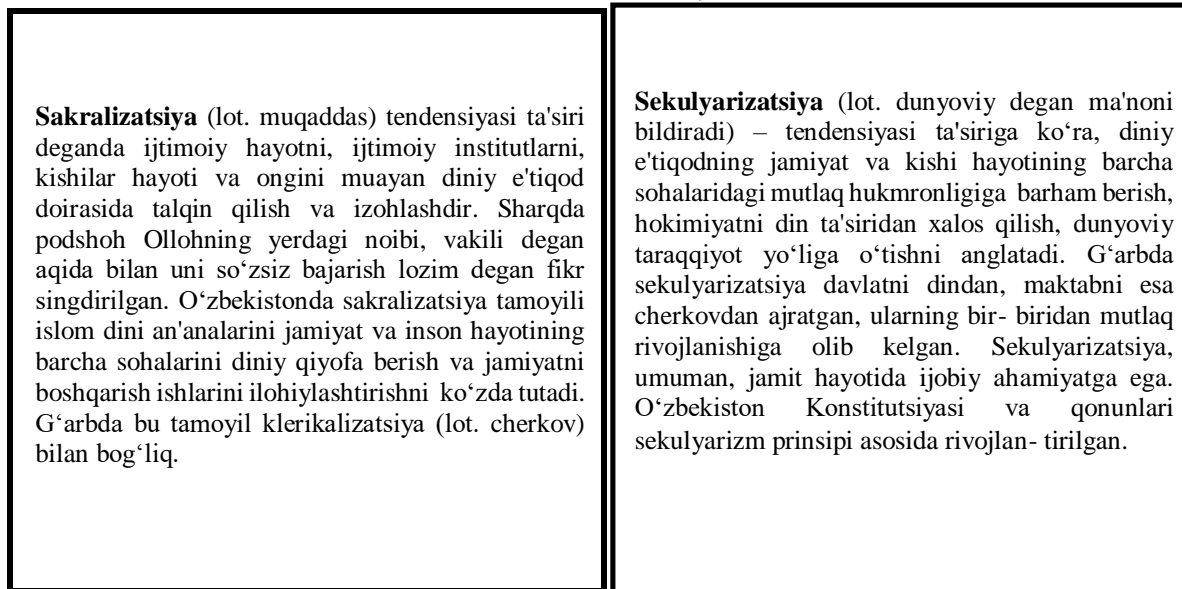 Sakralizatsiya (lot. muqaddas) tendensiyasi ta'siri
deganda ijtimoiy hayotni, ijtimoiy institutlarni,
kishilar hayoti va ongini muayan diniy e'tiqod
doirasida talqin qilish va izohlashdir. Sharqda
podshoh Ollohning yerdagi noibi, vakili degan
aqida bilan uni so‘zsiz bajarish lozim degan fikr
singdirilgan. O‘zbekistonda sakralizatsiya tamoyili
islom dini an'analarini jamiyat va inson hayotining
barcha sohalarini diniy qiyofa berish va jamiyatni
boshqarish ishlarini ilohiylashtirishni ko‘zda tutadi.
G‘arbda bu tamoyil klerikalizatsiya (lot. cherkov)
bilan bog‘liq.
Sekulyarizatsiya (lot. dunyoviy degan ma'noni
bildiradi) – tendensiyasi ta'siriga ko‘ra, diniy
e'tiqodning jamiyat va kishi hayotining barcha
sohalaridagi mutlaq hukmronligiga barham berish,
hokimiyatni din ta'siridan xalos qilish, dunyoviy
taraqqiyot yo‘liga o‘tishni anglatadi. G‘arbda
sekulyarizatsiya davlatni dindan, maktabni esa
cherkovdan ajratgan, ularning bir- biridan mutlaq
rivojlanishiga olib kelgan. Sekulyarizatsiya,
umuman, jamit hayotida ijobiy ahamiyatga ega.
O‘zbekiston Konstitutsiyasi va qonunlari
sekulyarizm prinsipi asosida rivojlan- tirilgan.